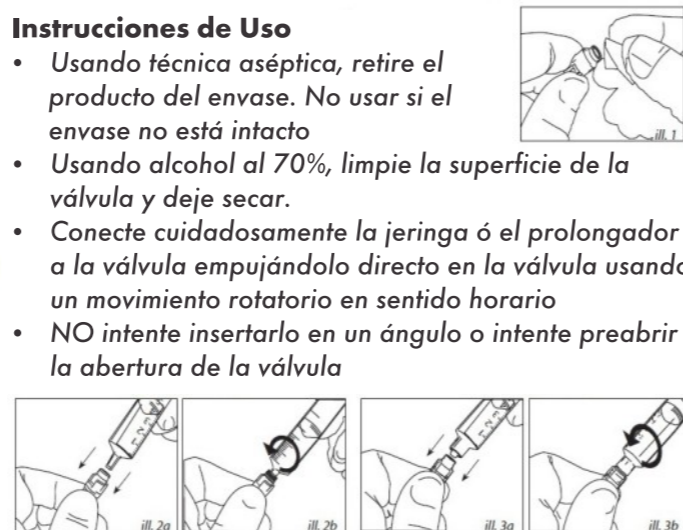 Instrucciones de Uso
• Usando técnica aséptica, retire el
producto del envase. No usar si el
envase no está intacto
ill. 1
• Usando alcohol al 70%, limpie la superficie de la
válvula y deje secar.
• Conecte cuidadosamente la jeringa ó el prolongador
a la válvula empujándolo directo en la válvula usando
un movimiento rotatorio en sentido horario
• NO intente insertarlo en un ángulo o intente preabrir
la abertura de la válvula
ill. 2a ill. 2b ill. 3a ill. 3b